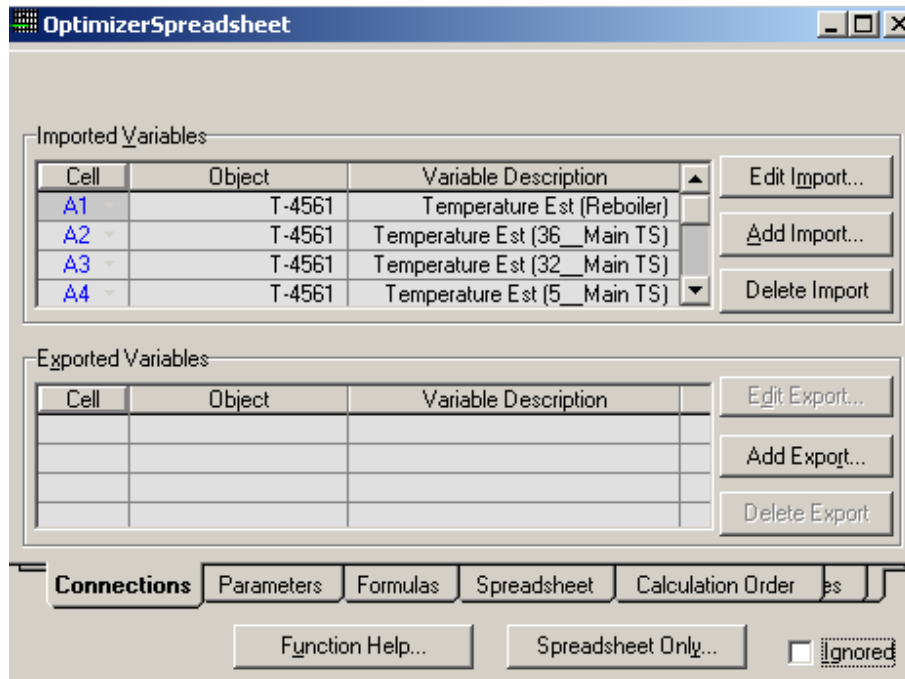 OptimizerSpreadsheet
Imported Variables
Cell Object Variable Description
A1 T-4561 Temperature Est (Reboiler)
A2 T-4561 Temperature Est (36__Main TS)
A3 T-4561 Temperature Est (32__Main TS)
A4 T-4561 Temperature Est (5__Main TS)
Edit Import...
Add Import...
Delete Import
Exported Variables
Cell Object Variable Description
Edit Export...
Add Export...
Delete Export
Connections Parameters Formulas Spreadsheet Calculation Order es
Function Help... Spreadsheet Only... Ignored